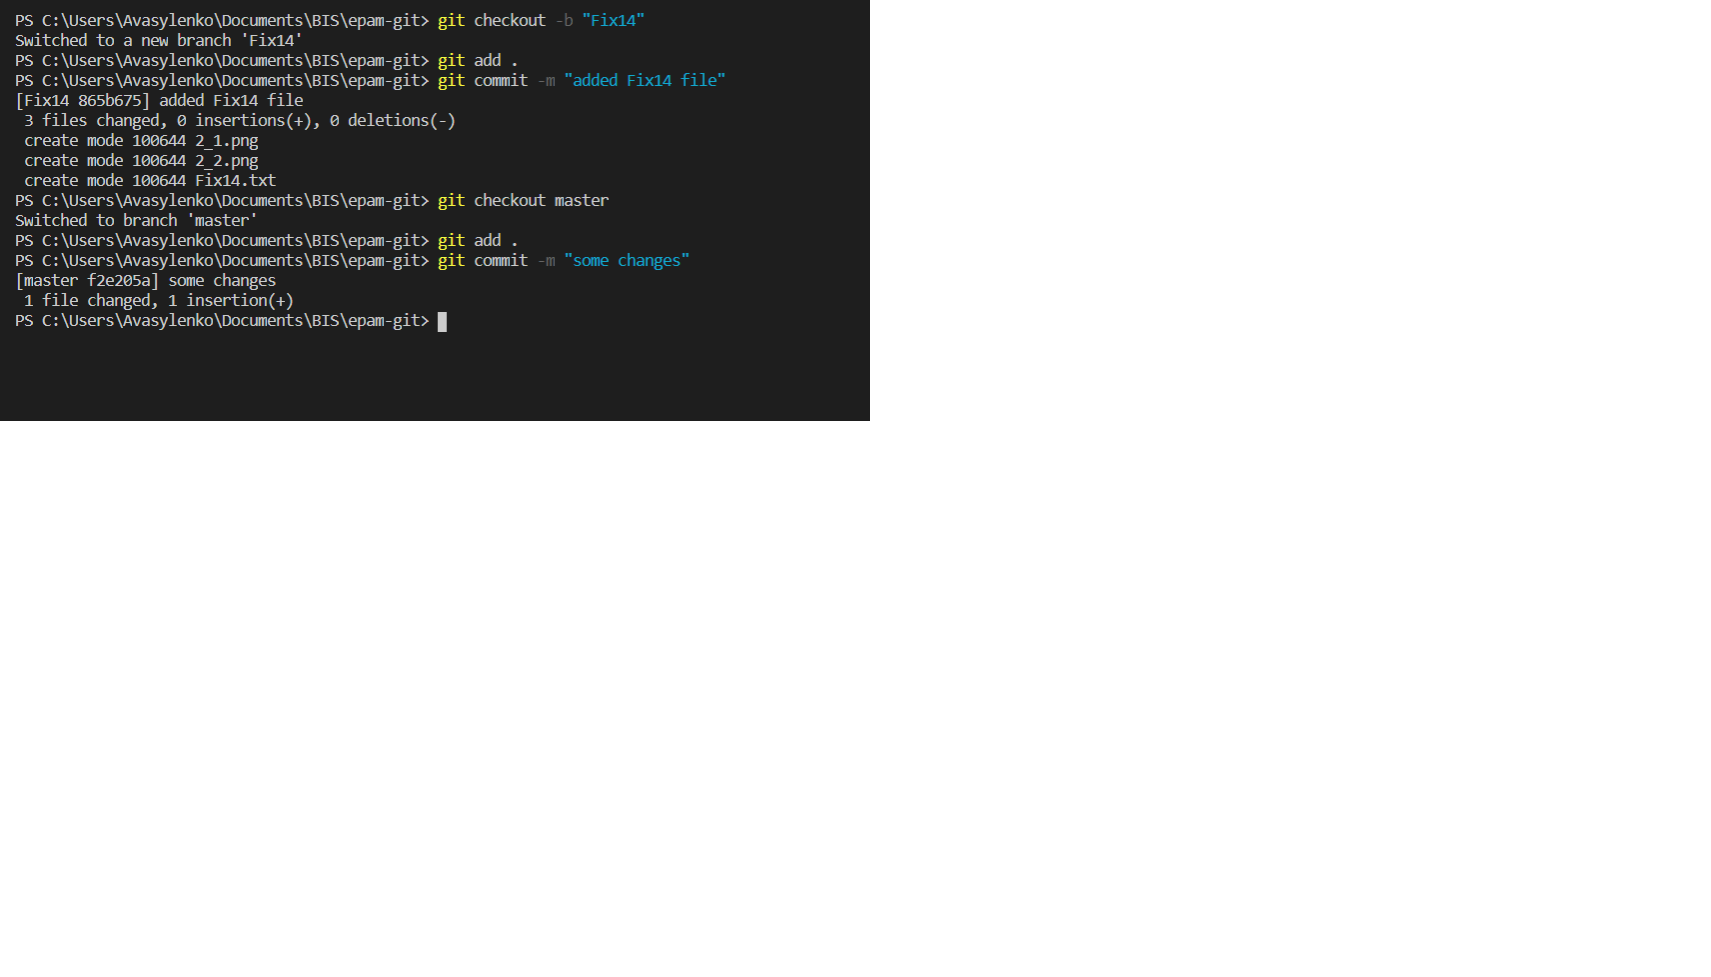 PS C:\Users\Avasylenko\Documents\BIS\epam-git> git checkout -b "Fix14"
Switched to a new branch 'Fix14'
PS C:\Users\Avasylenko\Documents\BIS\epam-git> git add .
PS C:\Users\Avasylenko\Documents\BIS\epam-git> git commit -m "added Fix14 file"
[Fix14 865b675] added Fix14 file
 3 files changed, 0 insertions(+), 0 deletions(-)
 create mode 100644 2_1.png
 create mode 100644 2_2.png
 create mode 100644 Fix14.txt
PS C:\Users\Avasylenko\Documents\BIS\epam-git> git checkout master
Switched to branch 'master'
PS C:\Users\Avasylenko\Documents\BIS\epam-git> git add .
PS C:\Users\Avasylenko\Documents\BIS\epam-git> git commit -m "some changes"
[master f2e205a] some changes
 1 file changed, 1 insertion(+)
PS C:\Users\Avasylenko\Documents\BIS\epam-git>